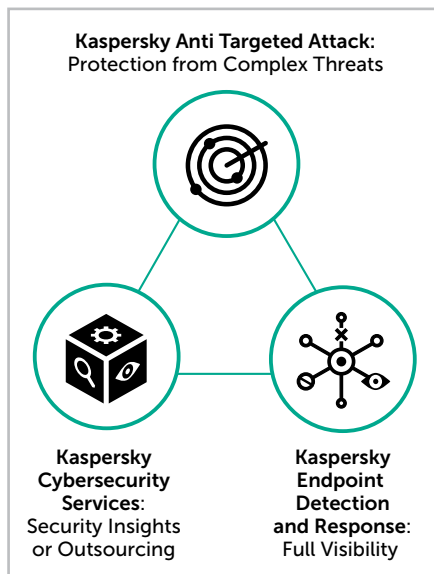 Kaspersky Anti Targeted Attack:
Protection from Complex Threats
Kaspersky
Cybersecurity
Services:
Security Insights
or Outsourcing
Kaspersky
Endpoint
Detection
and Response:
Full Visibility